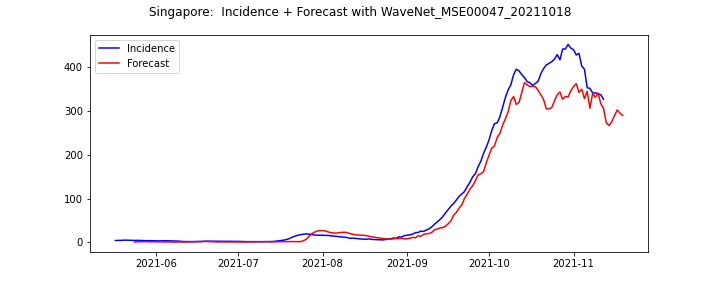 Singapore:  Incidence + Forecast with WaveNet_MSE00047_20211018
Incidence
Forecast
400
300
200
100
0
2021-06 2021-07 2021-08 2021-09 2021-10 2021-11